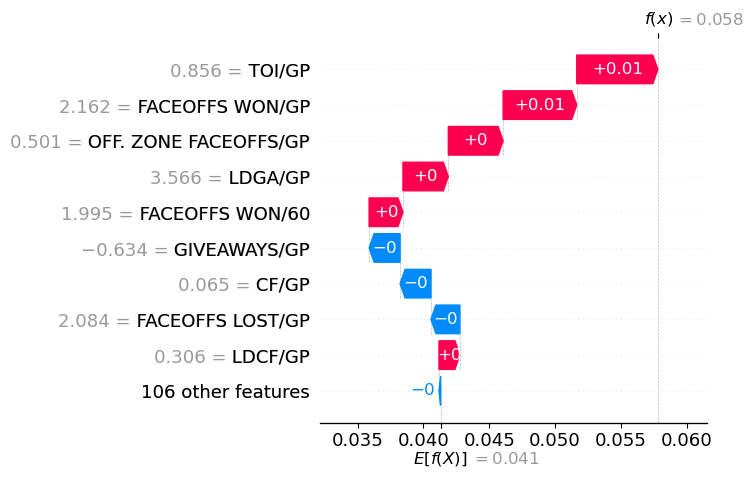 f(x) = 0.058
0.856 = TOI/GP
+0.01
2.162 = FACEOFFS WON/GP
+0.01
0.501 = OFF. ZONE FACEOFFS/GP
+0
3.566 = LDGA/GP
+0
1.995 = FACEOFFS WON/60
+0
−0.634 = GIVEAWAYS/GP
−0
0.065 = CF/GP
−0
2.084 = FACEOFFS LOST/GP
−0
0.306 = LDCF/GP
+0
106 other features
−0
0.035 0.040 0.045 0.050 0.055 0.060
E[f(X)] = 0.041